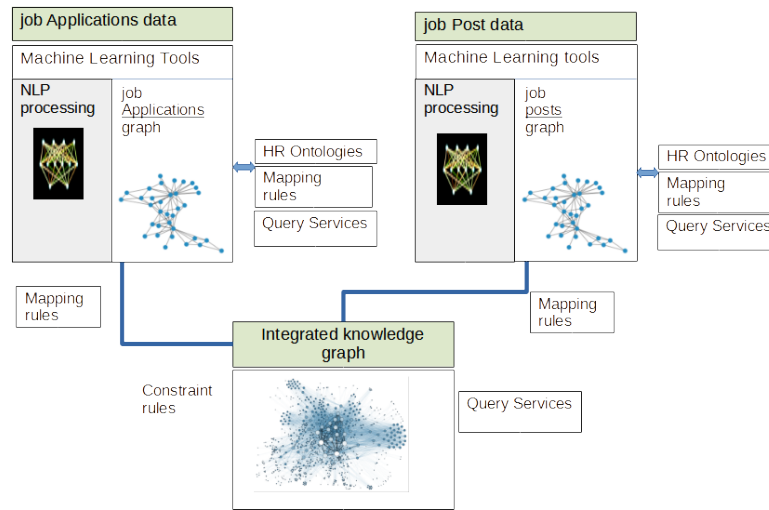 job Applications data
Machine Learning Tools
NLP
processing
job
Applications
graph
HR Ontologies
Mapping
rules
Query Services
job Post data
Machine Learning tools
NLP
processing
job
posts
graph
HR Ontologies
Mapping
rules
Query Services
Mapping
rules
Mapping
rules
Integrated knowledge
graph
Constraint
rules
Query Services